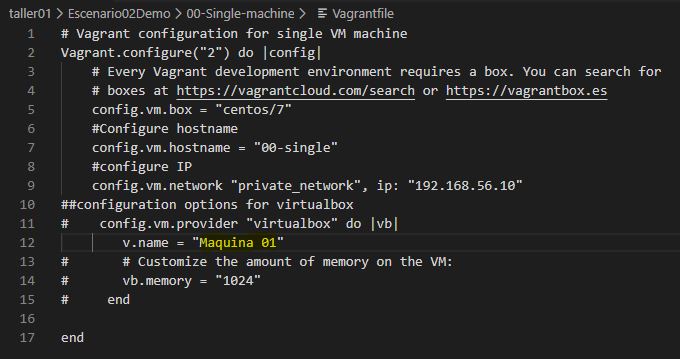 taller01 > Escenario02Demo > 00-Single-machine > Vagrantfile
1 # Vagrant configuration for single VM machine
2 Vagrant.configure("2") do |config|
3 # Every Vagrant development environment requires a box. You can search for
4 # boxes at https://vagrantcloud.com/search or https://vagrantbox.es
5 config.vm.box = "centos/7"
6 #Configure hostname
7 config.vm.hostname = "00-single"
8 #configure IP
9 config.vm.network "private_network", ip: "192.168.56.10"
10 ##configuration options for virtualbox
11 # config.vm.provider "virtualbox" do |vb|
12 v.name = "Maquina 01"
13 # # Customize the amount of memory on the VM:
14 # vb.memory = "1024"
15 # end
16
17 end